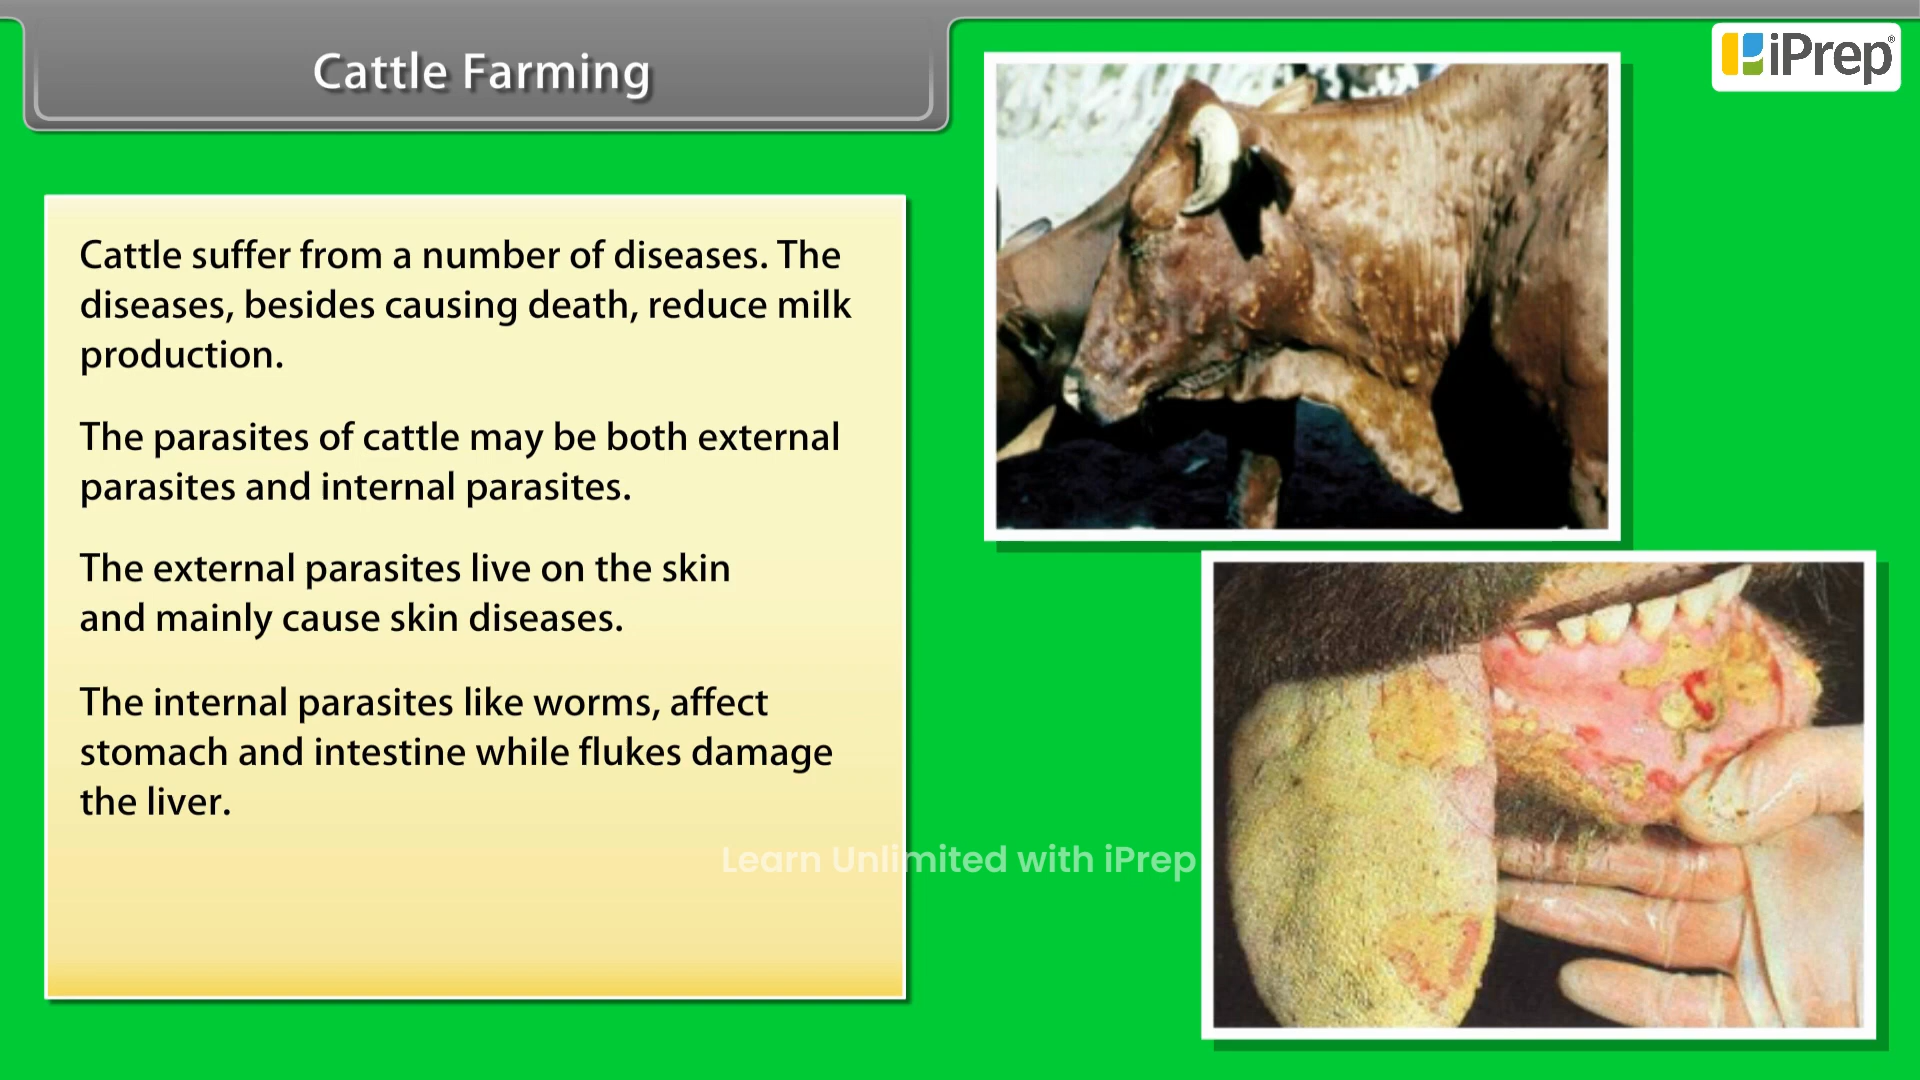 Cattle Farming
iPrep®
Cattle suffer from a number of diseases. The
diseases, besides causing death, reduce milk
production.
The parasites of cattle may be both external
parasites and internal parasites.
The external parasites live on the skin
and mainly cause skin diseases.
The internal parasites like worms, affect
stomach and intestine while flukes damage
the liver.
Learn Unlimited with iPrep